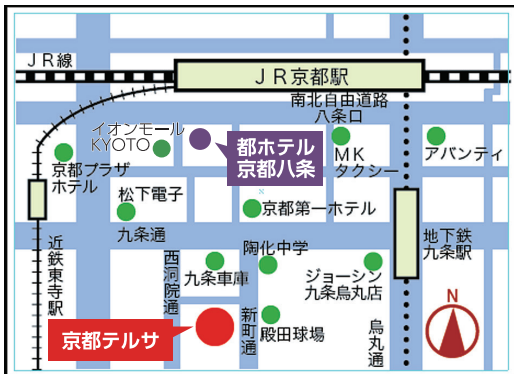 JR線
JR京都駅
南北自由道路
八条口
イオンモール
KYOTO
都ホテル
京都八条
MK
タクシー
アバンティ
京都プラザ
ホテル
松下電子
京都第一ホテル
九条通
地下鉄
九条駅
近鉄東寺駅
西洞院通
九条車庫
陶化中学
ジョーシン
九条烏丸店
新町通
殿田球場
烏丸通
京都テルサ
N